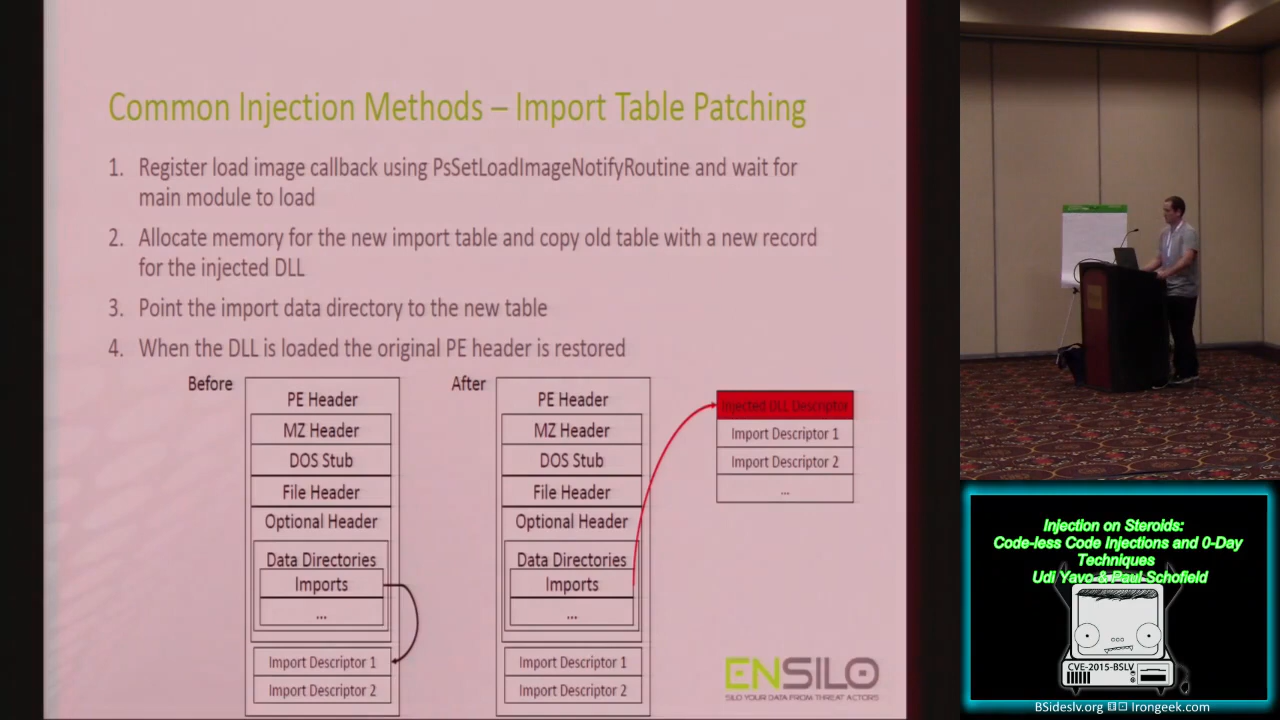 Common Injection Methods – Import Table Patching
1. Register load image callback using PsSetLoadImageNotifyRoutine and wait for
main module to load
2. Allocate memory for the new import table and copy old table with a new record
for the injected DLL
3. Point the import data directory to the new table
4. When the DLL is loaded the original PE header is restored
Before
PE Header
MZ Header
DOS Stub
File Header
Optional Header
Data Directories
Imports
...
Import Descriptor 1
Import Descriptor 2
After
PE Header
MZ Header
DOS Stub
File Header
Optional Header
Data Directories
Imports
...
Import Descriptor 1
Import Descriptor 2
Injected DLL Descriptor
Import Descriptor 1
Import Descriptor 2
...
ENSILO
SILO YOUR DATA FROM THREAT ACTORS
Injection on Steroids:
Code-less Code Injections and 0-Day
Techniques
Udi Yavo & Paul Schofield
CVE-2015-BSLV
BSideslv.org Irongeek.com